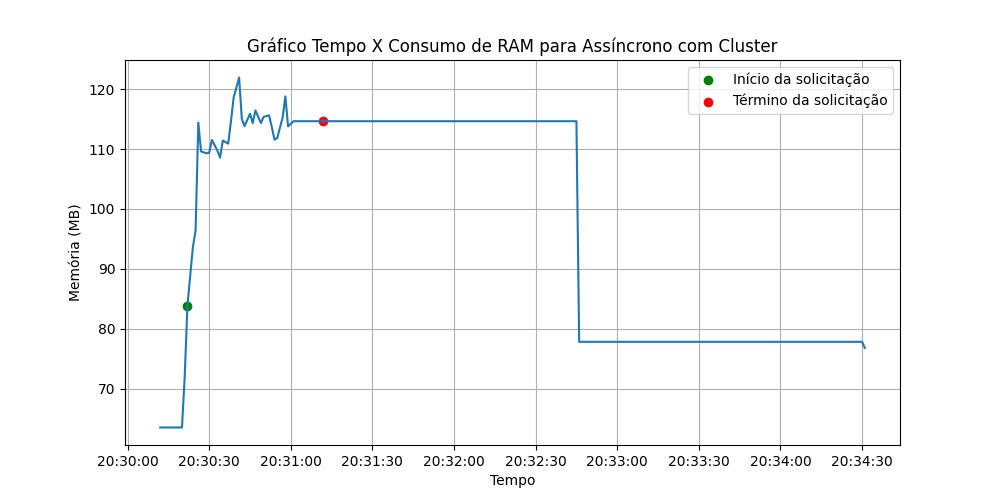 Gráfico Tempo X Consumo de RAM para Assíncrono com Cluster
Início da solicitação
Término da solicitação
Memória (MB)
120
110
100
90
80
70
20:30:00 20:30:30 20:31:00 20:31:30 20:32:00 20:32:30 20:33:00 20:33:30 20:34:00 20:34:30
Tempo